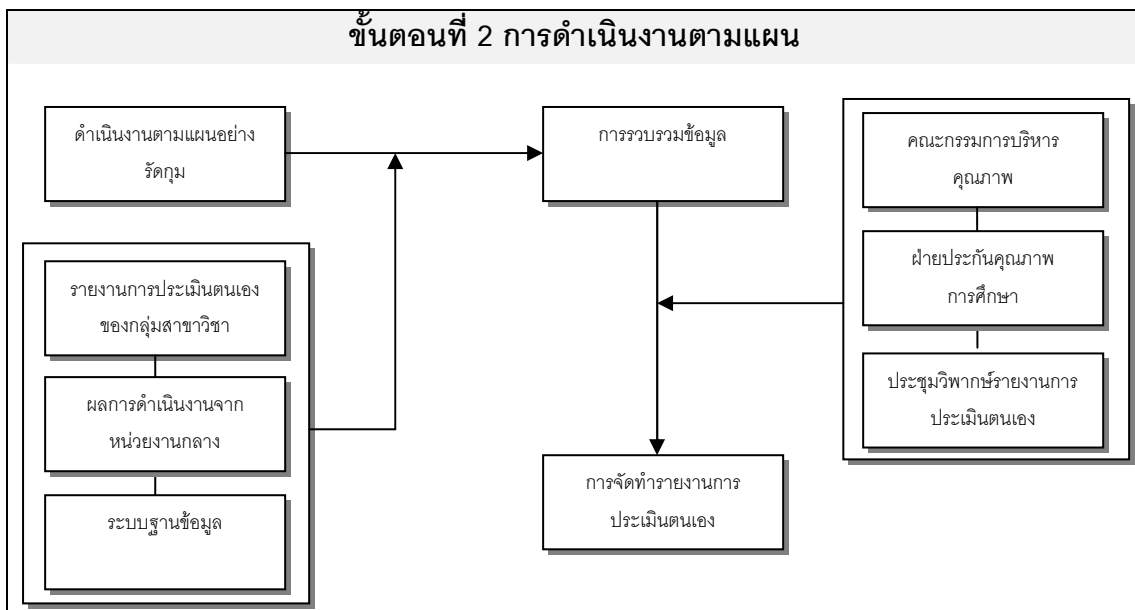 ขั้นตอนที่ 2 การดำเนินงานตามแผน
ดำเนินงานตามแผนอย่าง
รัดกุม
การรวบรวมข้อมูล
คณะกรรมการบริหาร
คุณภาพ
ฝ่ายประกันคุณภาพ
การศึกษา
ประชุมวิพากษ์รายงานการ
ประเมินตนเอง
รายงานการประเมินตนเอง
ของกลุ่มสาขาวิชา
ผลการดำเนินงานจาก
หน่วยงานกลาง
ระบบฐานข้อมูล
การจัดทำรายงานการ
ประเมินตนเอง